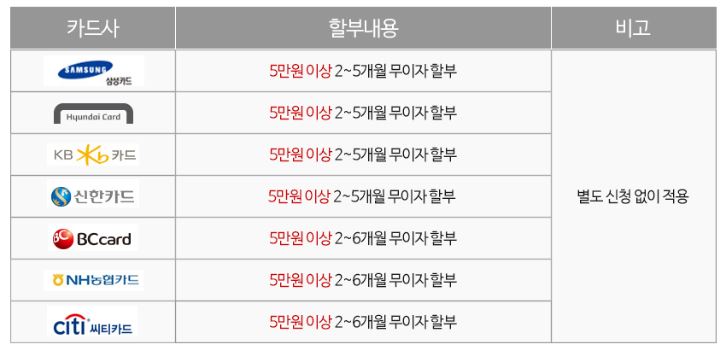 카드사 할부내용 비고
SAMSUNG 삼성카드 5만원 이상 2~5개월 무이자 할부
Hyundai Card 5만원 이상 2~5개월 무이자 할부
KB Kb카드 5만원 이상 2~5개월 무이자 할부
신한카드 5만원 이상 2~5개월 무이자 할부 별도 신청 없이 적용
BCcard 5만원 이상 2~6개월 무이자 할부
NH농협카드 5만원 이상 2~6개월 무이자 할부
citi 씨티카드 5만원 이상 2~6개월 무이자 할부